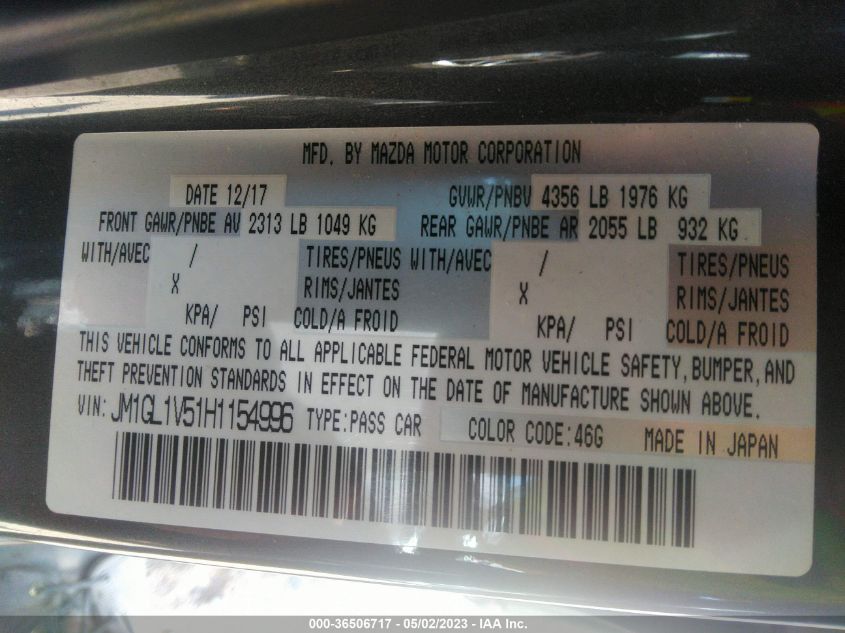 MFD. BY MAZDA MOTOR CORPORATION
DATE 12/17 GVWR/PNBV 4356 LB 1976 KG
FRONT GAWR/PNBE AV 2313 LB 1049 KG REAR GAWR/PNBE AR 2055 LB 932 KG
WITH/AVEC / TIRES/PNEUS WITH/AVEC / TIRES/PNEUS
X RIMS/JANTES X RIMS/JANTES
KPA/ PSI COLD/A FROID KPA/ PSI COLD/A FROID
THIS VEHICLE CONFORMS TO ALL APPLICABLE FEDERAL MOTOR VEHICLE SAFETY, BUMPER, AND
THEFT PREVENTION STANDARDS IN EFFECT ON THE DATE OF MANUFACTURE SHOWN ABOVE.
VIN: JM1GL1V51H1154996 TYPE:PASS CAR COLOR CODE:46G MADE IN JAPAN
000-36506717 - 05/02/2023 - IAA Inc.